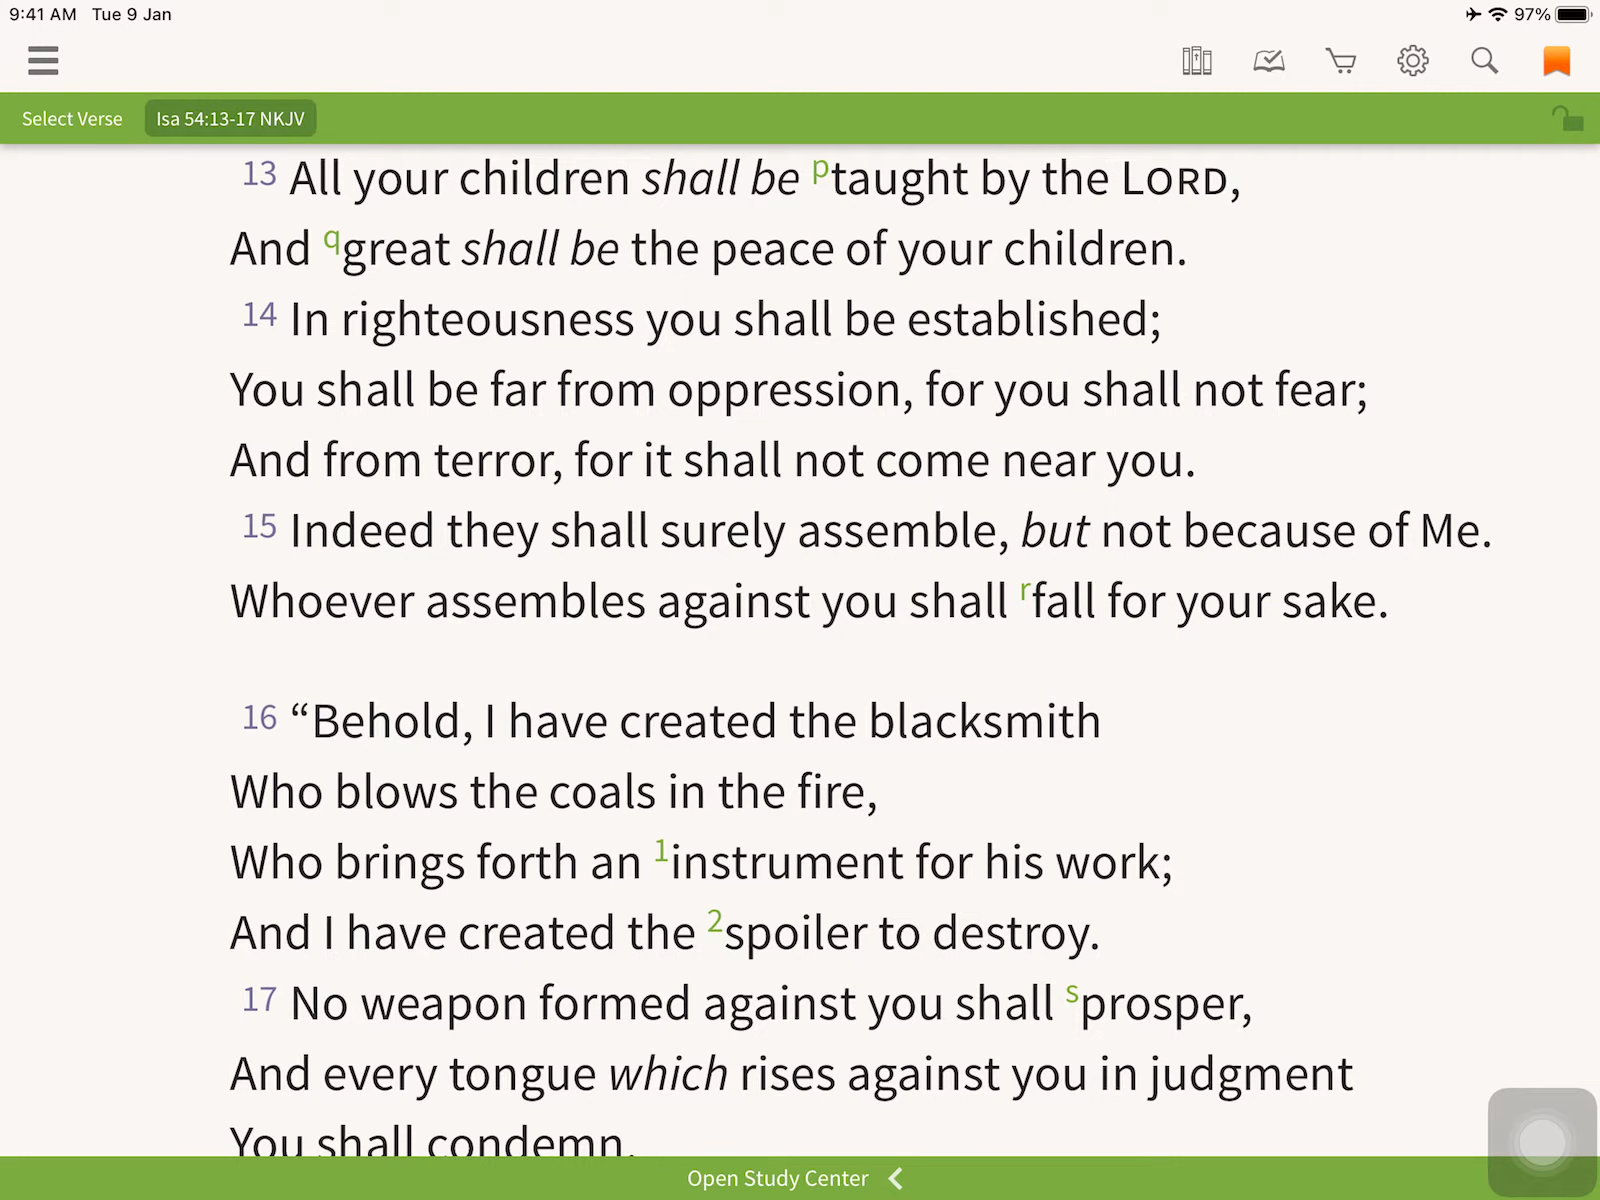 9:41 AM Tue 9 Jan 97%
Select Verse Isa 54:13-17 NKJV
13 All your children shall be ptaught by the LORD,
And qgreat shall be the peace of your children.
14 In righteousness you shall be established;
You shall be far from oppression, for you shall not fear;
And from terror, for it shall not come near you.
15 Indeed they shall surely assemble, but not because of Me.
Whoever assembles against you shall rfall for your sake.
16 “Behold, I have created the blacksmith
Who blows the coals in the fire,
Who brings forth an 1instrument for his work;
And I have created the 2spoiler to destroy.
17 No weapon formed against you shall sprosper,
And every tongue which rises against you in judgment
You shall condemn.
Open Study Center